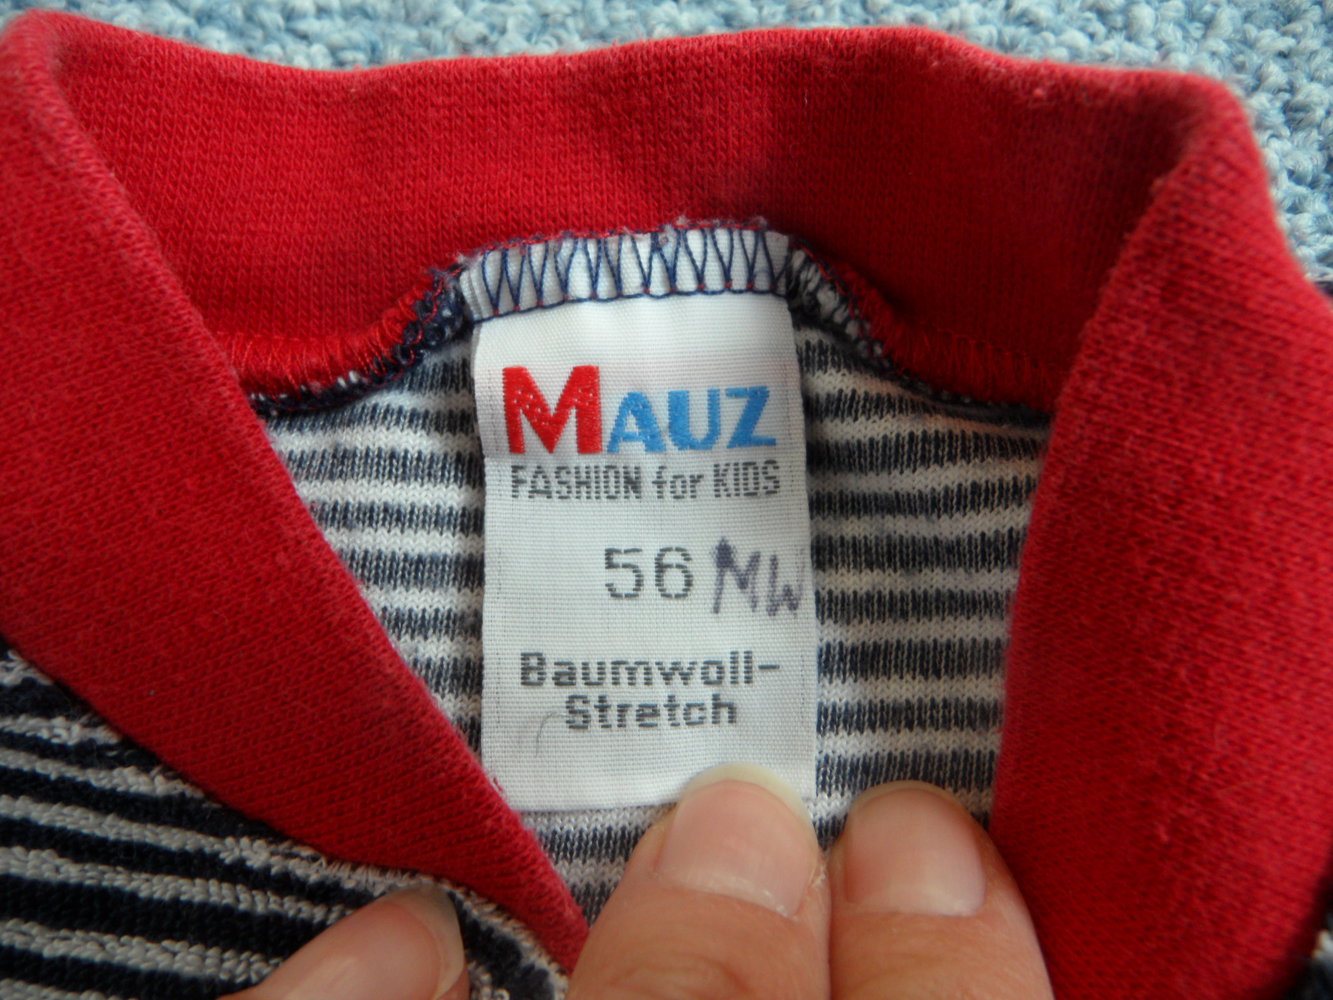 MAUZ
FASHION for KIDS
56 MW
Baumwoll-
Stretch